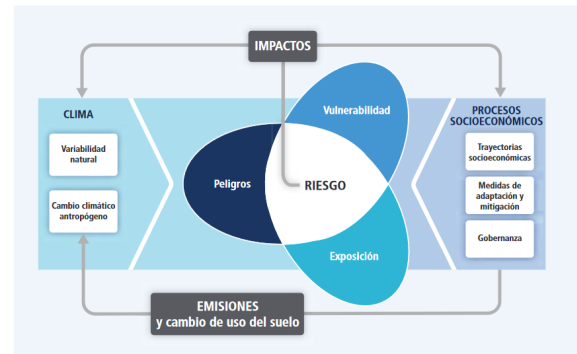 IMPACTOS
CLIMA
Variabilidad
natural
Cambio climático
antropógeno
Peligros
Vulnerabilidad
RIESGO
Exposición
PROCESOS
SOCIOECONÓMICOS
Trayectorias
socioeconómicas
Medidas de
adaptación y
mitigación
Gobernanza
EMISIONES
y cambio de uso del suelo